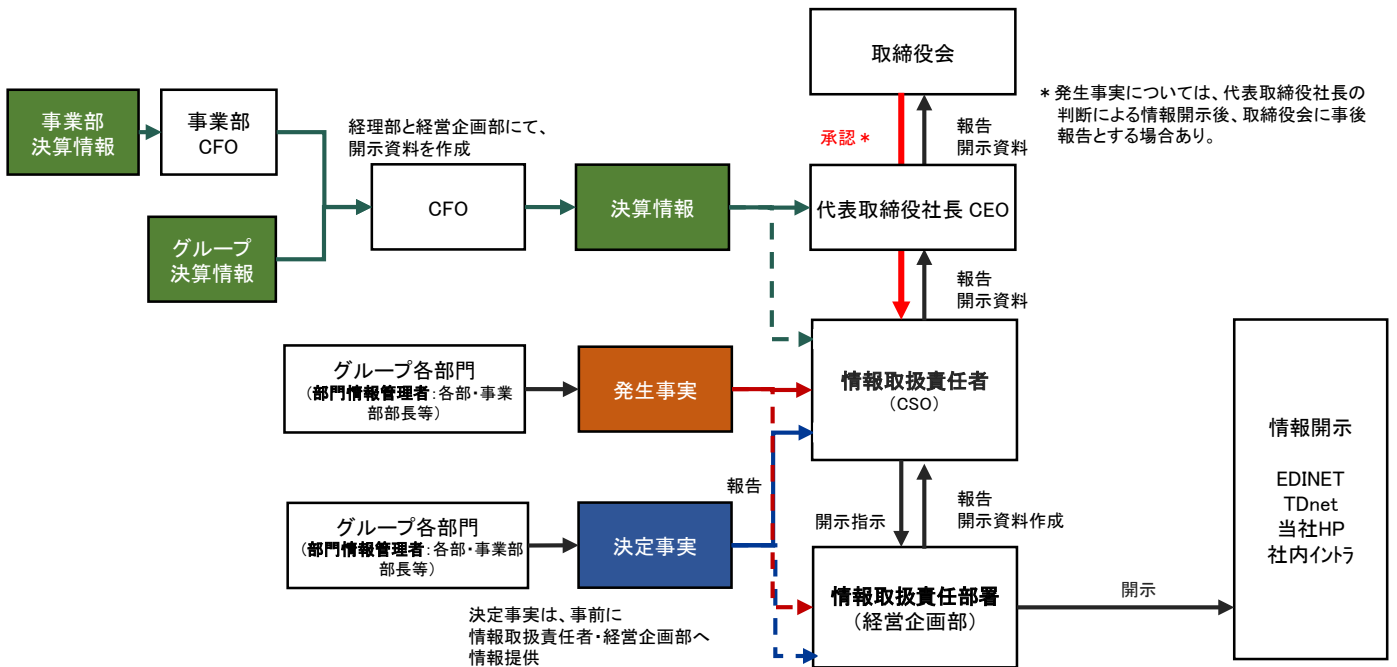 取締役会
＊発生事実については、代表取締役社長の
判断による情報開示後、取締役会に事後
報告とする場合あり。
事業部
決算情報
事業部
CFO
経理部と経営企画部にて、
開示資料を作成
承認＊
報告
開示資料
CFO
決算情報
代表取締役社長 CEO
グループ
決算情報
報告
開示資料
グループ各部門
（部門情報管理者：各部・事業
部部長等）
発生事実
情報取扱責任者
（CSO）
情報開示
EDINET
TDnet
当社HP
社内イントラ
報告
グループ各部門
（部門情報管理者：各部・事業部
部長等）
決定事実
開示指示
報告
開示資料作成
情報取扱責任部署
（経営企画部）
開示
決定事実は、事前に
情報取扱責任者・経営企画部へ
情報提供